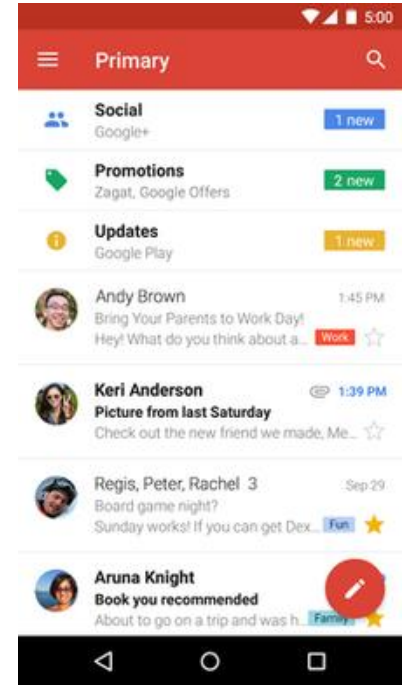 5:00
Primary
Social
1 new
Google+
Promotions
2 new
Zagat, Google Offers
Updates
1 new
Google Play
Andy Brown 1:45 PM
Bring Your Parents to Work Day!
Hey! What do you think about a... Work
Keri Anderson 1:39 PM
Picture from last Saturday
Check out the new friend we made, Me...
Regis, Peter, Rachel 3 Sep 29
Board game night?
Sunday works! If you can get Dex... Fun
Aruna Knight
Book you recommended
About to go on a trip and was h... Family